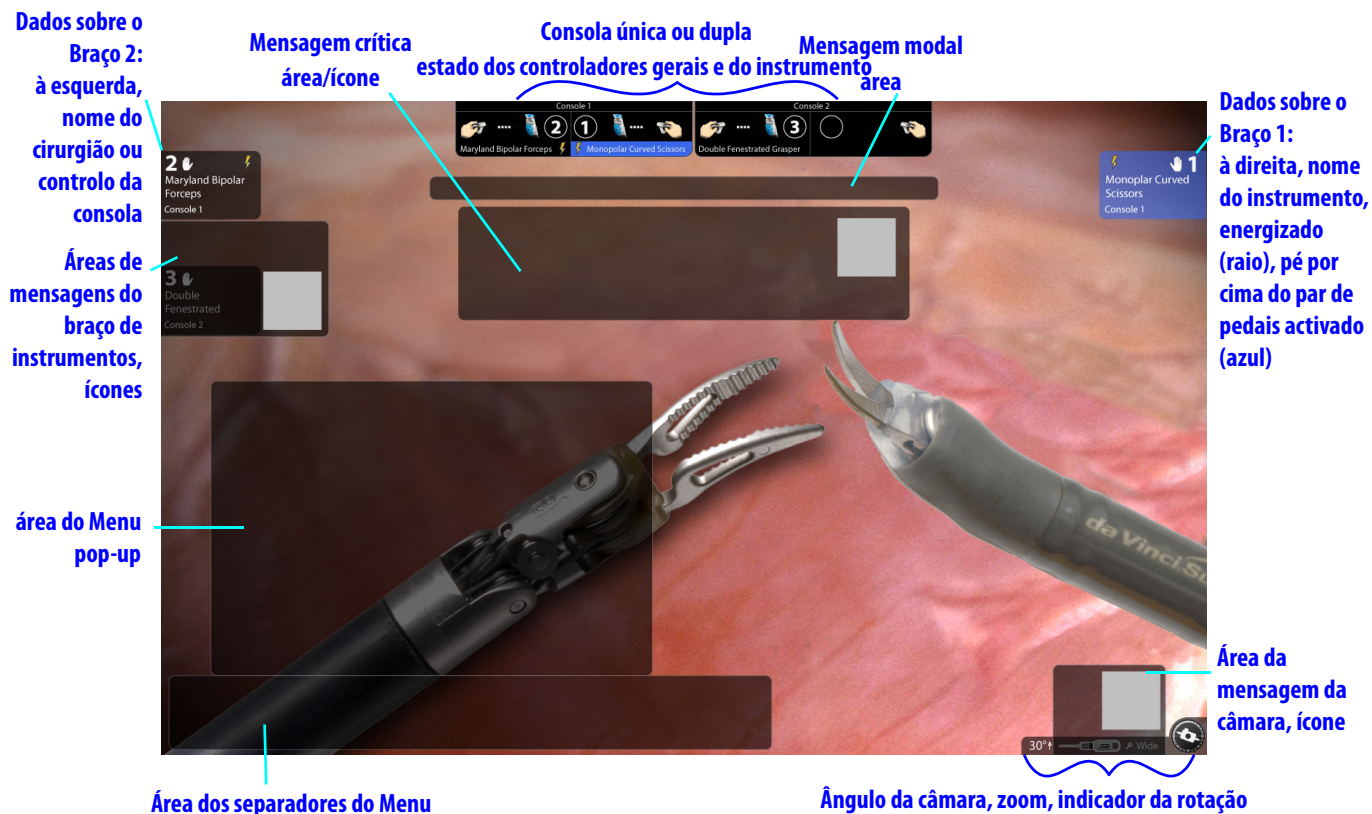 Dados sobre o
Braço 2:
à esquerda,
nome do
cirurgião ou
controlo da
consola
Mensagem crítica
área/ícone
Consola única ou dupla
estado dos controladores gerais e do instrumento
Mensagem modal
área
Dados sobre o
Braço 1:
à direita, nome
do instrumento,
energizado
(raio), pé por
cima do par de
pedais activado
(azul)
Console 1
2 1
Maryland Bipolar Forceps
Monopolar Curved Scissors
Console 2
3
Double Fenestrated Grasper
2
Maryland Bipolar
Forceps
Console 1
1
Monoplar Curved
Scissors
Console 1
Áreas de
mensagens do
braço de
instrumentos,
ícones
3
Double
Fenestrated
Console 2
área do Menu
pop-up
da Vinci.Su
Área da
mensagem da
câmara, ícone
30° Wide
Área dos separadores do Menu
Ângulo da câmara, zoom, indicador da rotação